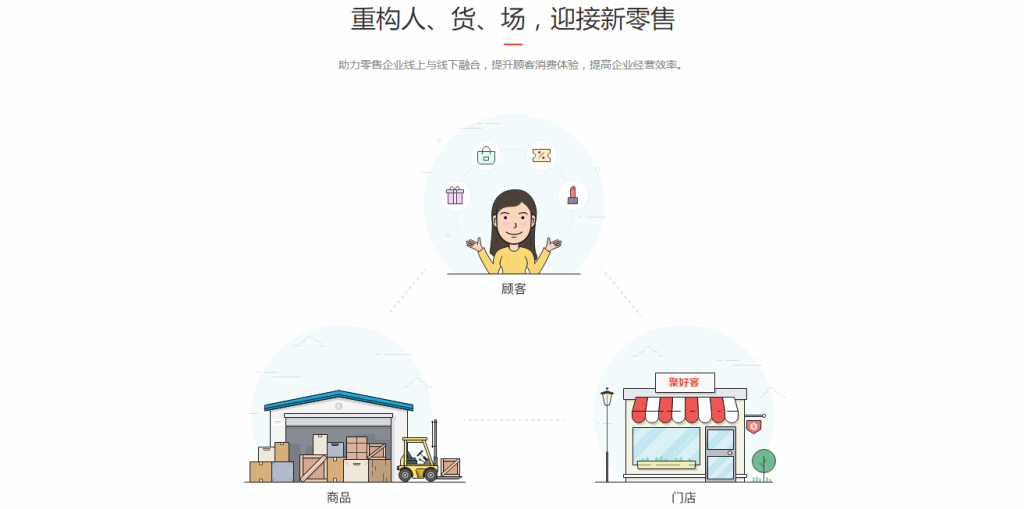 重构人、货、场，迎接新零售
助力零售企业线上与线下融合，提升顾客消费体验，提高企业经营效率。
顾客
聚好客
商品
门店